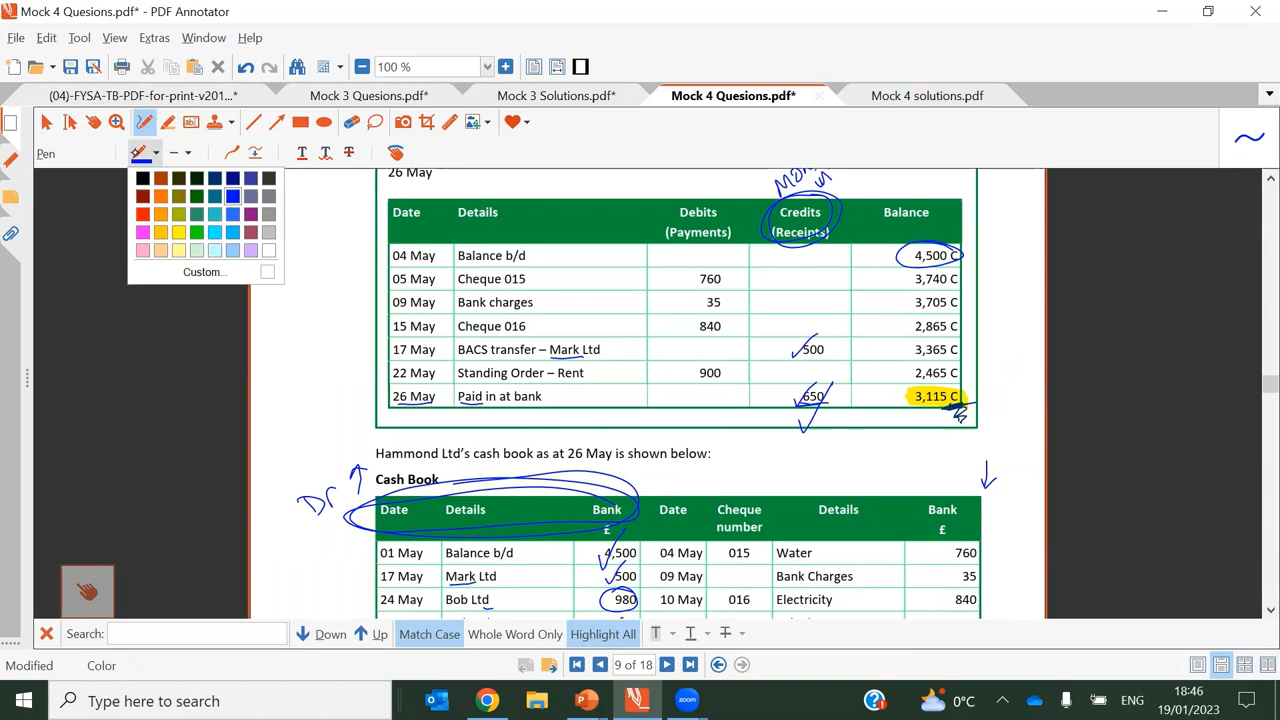 Mock 4 Quesions.pdf* - PDF Annotator
File Edit Tool View Extras Window Help
100 %
(04)-FYSA-TB-PDF-for-print-v201...* Mock 3 Quesions.pdf* Mock 3 Solutions.pdf* Mock 4 Quesions.pdf* Mock 4 solutions.pdf
Pen
Custom...
26 May
Date Details Debits (Payments) Credits (Receipts) Balance
04 May Balance b/d 4,500 C
05 May Cheque 015 760 3,740 C
09 May Bank charges 35 3,705 C
15 May Cheque 016 840 2,865 C
17 May BACS transfer – Mark Ltd 500 3,365 C
22 May Standing Order – Rent 900 2,465 C
26 May Paid in at bank 650 3,115 C
Hammond Ltd's cash book as at 26 May is shown below:
Dr
Cash Book
Date Details Bank £ Date Cheque number Details Bank £
01 May Balance b/d 4,500 04 May 015 Water 760
17 May Mark Ltd 500 09 May Bank Charges 35
24 May Bob Ltd 980 10 May 016 Electricity 840
Search: Down Up Match Case Whole Word Only Highlight All
Modified Color 9 of 18
Type here to search 0°C ENG 18:46
19/01/2023